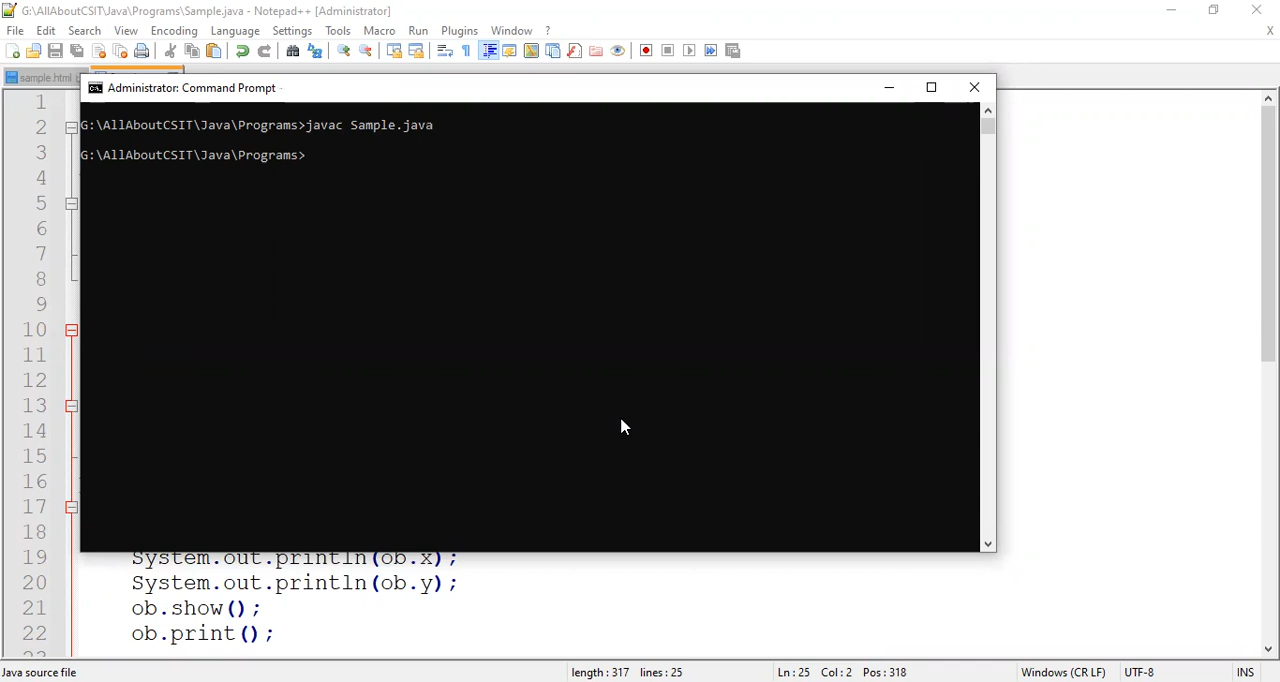 G:\AllAboutCSIT\Java\Programs\Sample.java - Notepad++ [Administrator]
File Edit Search View Encoding Language Settings Tools Macro Run Plugins Window ? X
sample.html
Administrator: Command Prompt
G:\AllAboutCSIT\Java\Programs>javac Sample.java
G:\AllAboutCSIT\Java\Programs>
1
2
3
4
5
6
7
8
9
10
11
12
13
14
15
16
17
18
19 System.out.println(ob.x);
20 System.out.println(ob.y);
21 ob.show();
22 ob.print();
23
Java source file length : 317 lines : 25 Ln : 25 Col : 2 Pos : 318 Windows (CR LF) UTF-8 INS